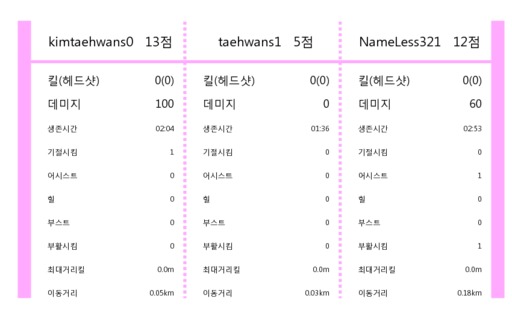 kimtaehwans0 13점 taehwans1 5점 NameLess321 12점
킬(헤드샷) 0(0) 킬(헤드샷) 0(0) 킬(헤드샷) 0(0)
데미지 100 데미지 0 데미지 60
생존시간 02:04 생존시간 01:36 생존시간 02:53
기절시킴 1 기절시킴 0 기절시킴 0
어시스트 0 어시스트 0 어시스트 1
힐 0 힐 0 힐 0
부스트 0 부스트 0 부스트 0
부활시킴 0 부활시킴 0 부활시킴 1
최대거리킬 0.0m 최대거리킬 0.0m 최대거리킬 0.0m
이동거리 0.05km 이동거리 0.03km 이동거리 0.18km